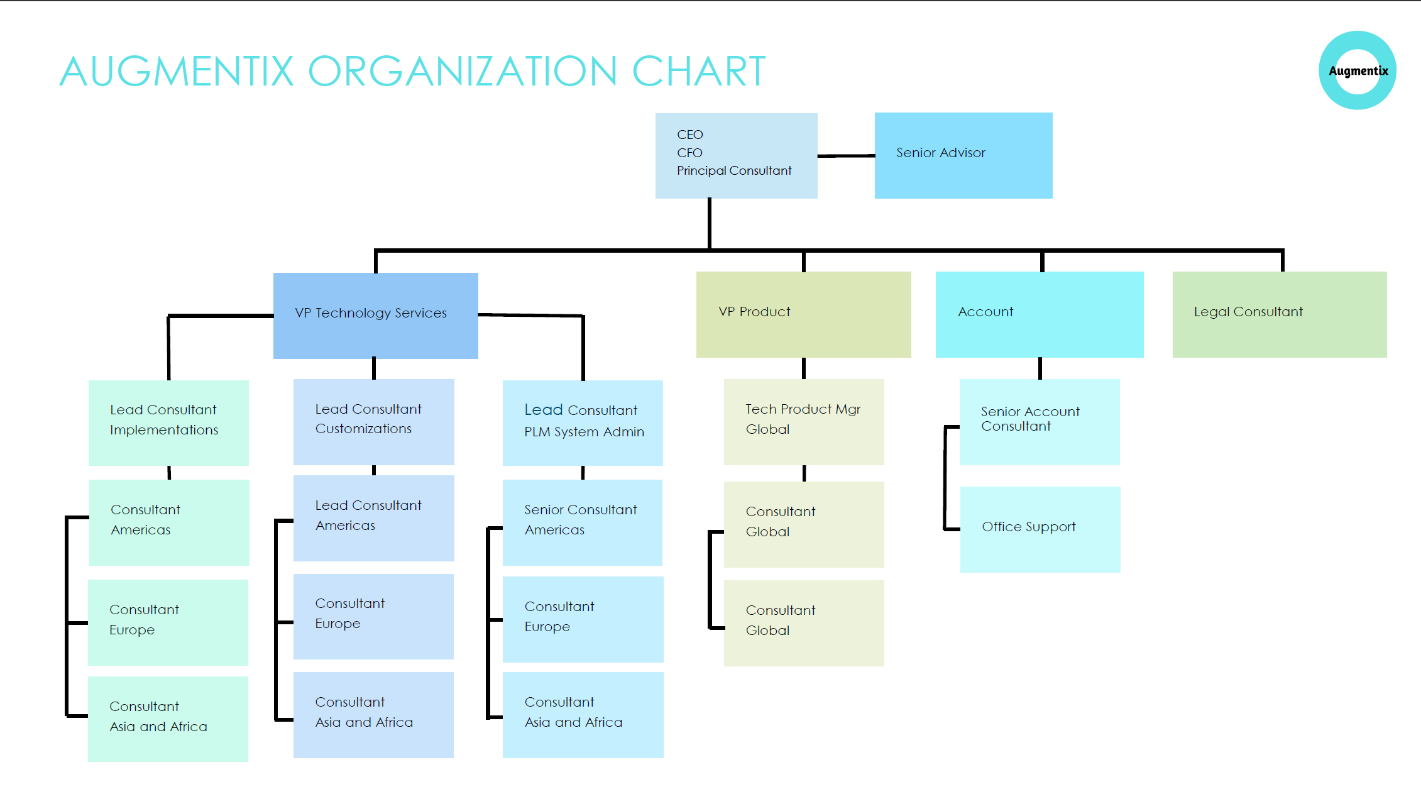 AUGMENTIX ORGANIZATION CHART
Augmentix
CEO
CFO
Principal Consultant
Senior Advisor
VP Technology Services
VP Product
Account
Legal Consultant
Lead Consultant
Implementations
Lead Consultant
Customizations
Lead Consultant
PLM System Admin
Tech Product Mgr
Global
Senior Account
Consultant
Consultant
Americas
Lead Consultant
Americas
Senior Consultant
Americas
Consultant
Global
Office Support
Consultant
Europe
Consultant
Europe
Consultant
Europe
Consultant
Global
Consultant
Asia and Africa
Consultant
Asia and Africa
Consultant
Asia and Africa